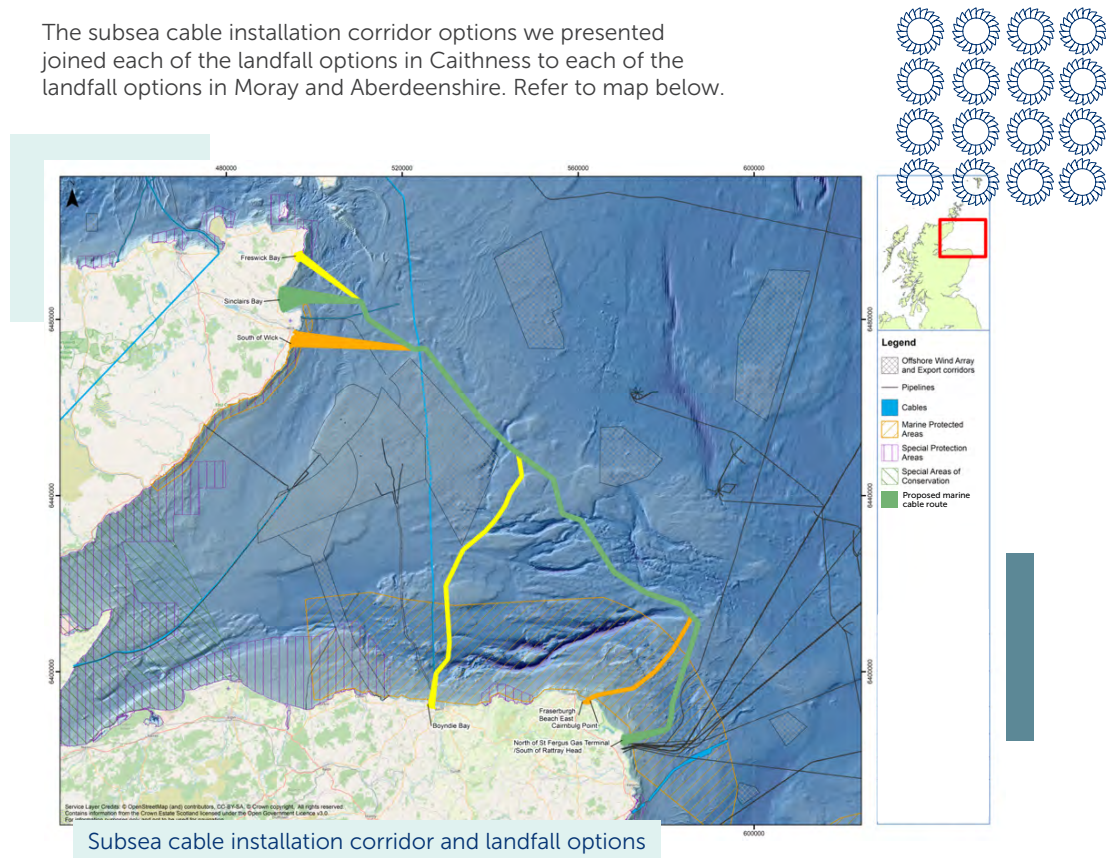 The subsea cable installation corridor options we presented
joined each of the landfall options in Caithness to each of the
landfall options in Moray and Aberdeenshire. Refer to map below.
480000
520000
560000
600000
Freswick Bay
Sinclairs Bay
South of Wick
6480000
6480000
6440000
6440000
6400000
6400000
Boyndie Bay
Fraserburgh
Beach East
Cairnbulg Point
North of St Fergus Gas Terminal
/South of Rattray Head
Service Layer Credits: © OpenStreetMap (and) contributors, CC-BY-SA, © Crown copyright. All rights reserved.
Contains information from the Crown Estate Scotland licensed under the Open Government Licence v3.0.
600000
Legend
Offshore Wind Array
and Export corridors
Pipelines
Cables
Marine Protected
Areas
Special Protection
Areas
Special Areas of
Conservation
Proposed marine
cable route
Subsea cable installation corridor and landfall options